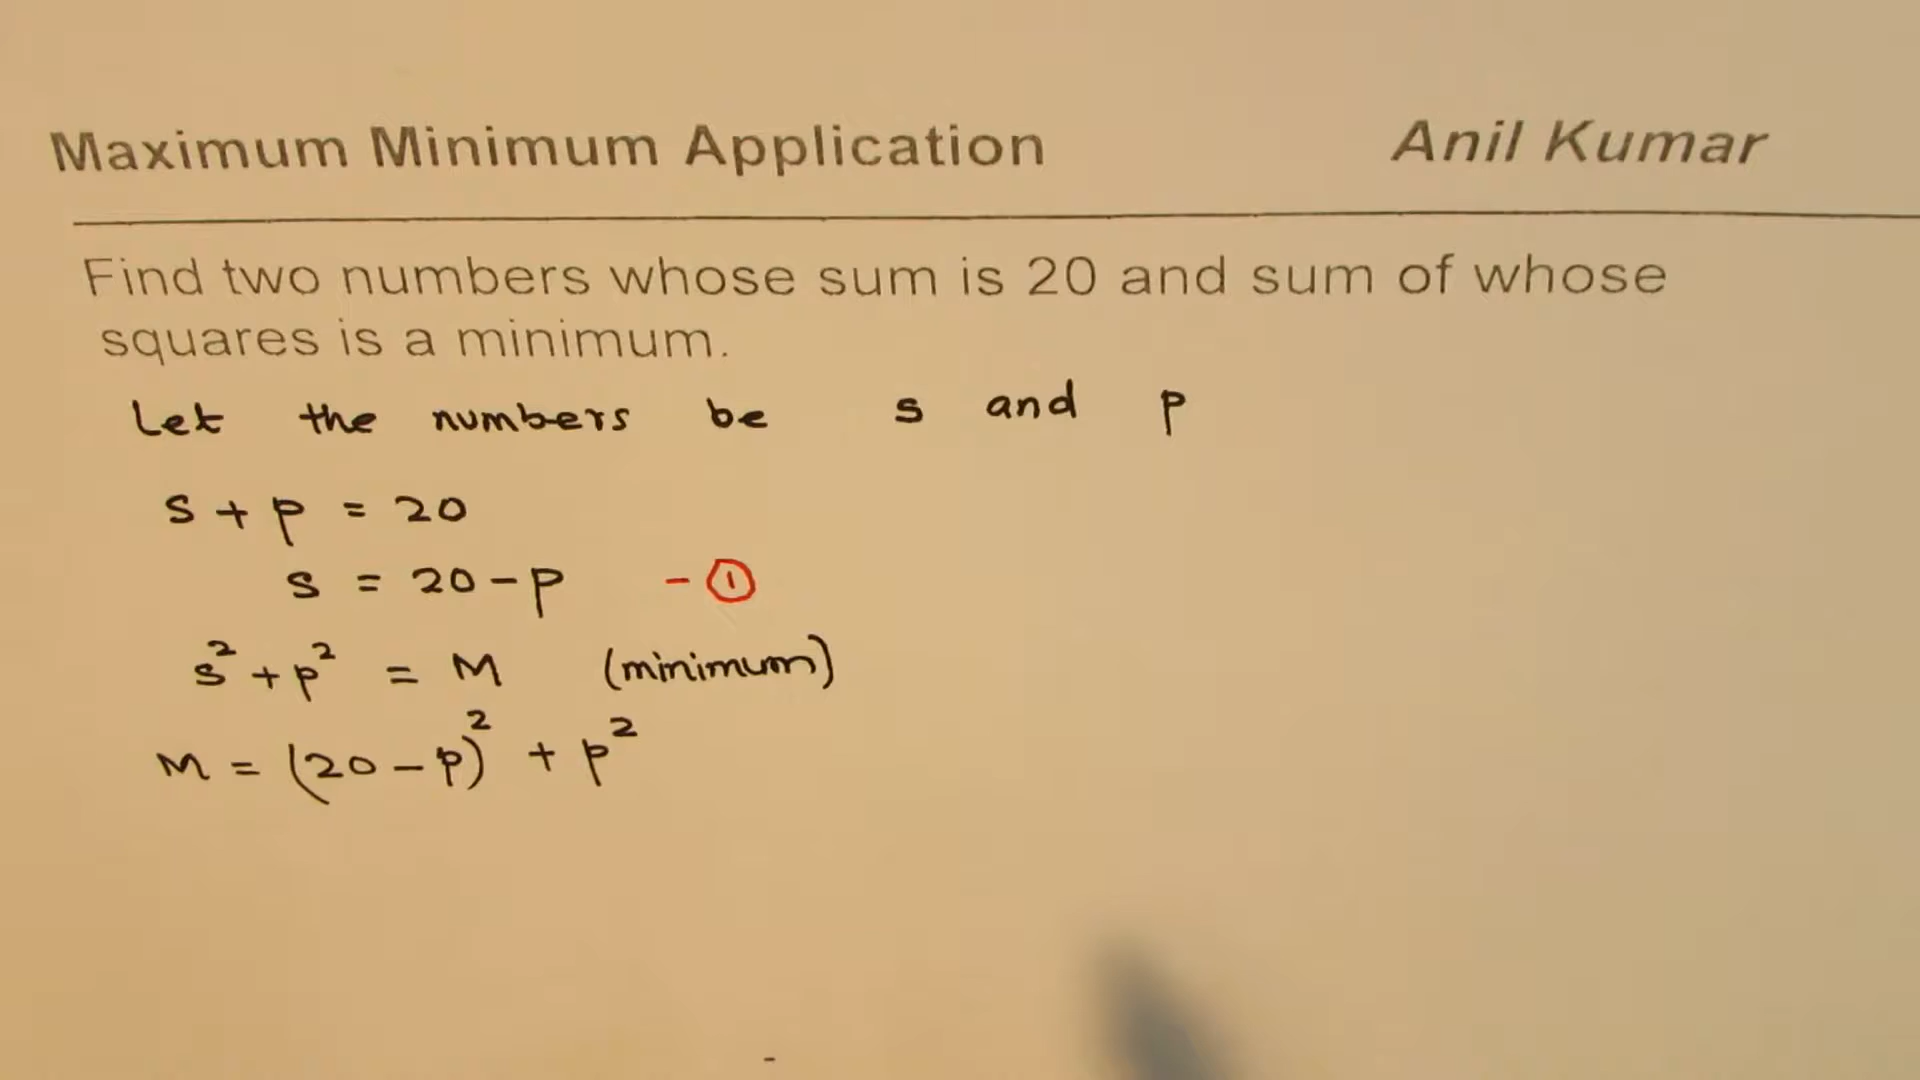 Maximum Minimum Application Anil Kumar
Find two numbers whose sum is 20 and sum of whose
squares is a minimum.
Let the numbers be s and p
s + p = 20
s = 20 - p - ①
s² + p² = M (minimum)
M = (20 - p)² + p²